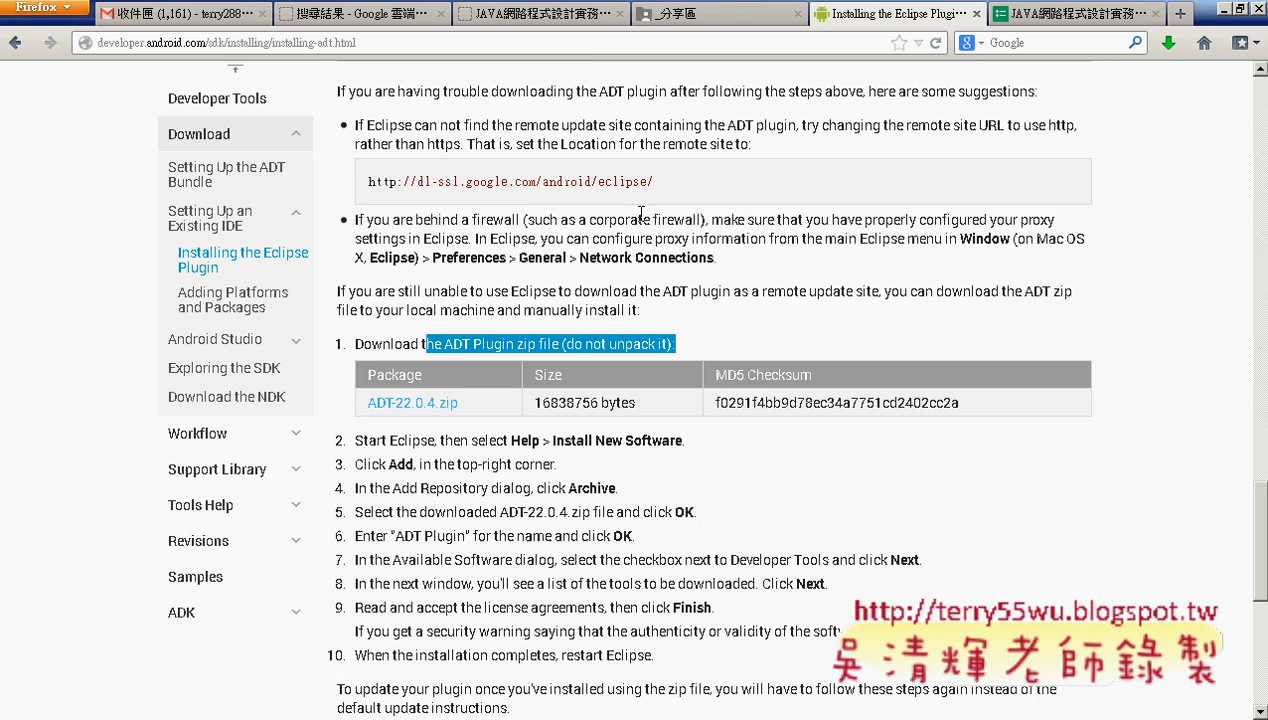 Firefox
收件匣 (1,161) - terry288...
搜尋結果 - Google 雲端...
JAVA網路程式設計實務...
_分享區
Installing the Eclipse Plugi...
JAVA網路程式設計實務...
developer.android.com/sdk/installing/installing-adt.html
Google
Developer Tools
Download
Setting Up the ADT
Bundle
Setting Up an
Existing IDE
Installing the Eclipse
Plugin
Adding Platforms
and Packages
Android Studio
Exploring the SDK
Download the NDK
Workflow
Support Library
Tools Help
Revisions
Samples
ADK
If you are having trouble downloading the ADT plugin after following the steps above, here are some suggestions:
If Eclipse can not find the remote update site containing the ADT plugin, try changing the remote site URL to use http,
rather than https. That is, set the Location for the remote site to:
http://dl-ssl.google.com/android/eclipse/
If you are behind a firewall (such as a corporate firewall), make sure that you have properly configured your proxy
settings in Eclipse. In Eclipse, you can configure proxy information from the main Eclipse menu in Window (on Mac OS
X, Eclipse) > Preferences > General > Network Connections.
If you are still unable to use Eclipse to download the ADT plugin as a remote update site, you can download the ADT zip
file to your local machine and manually install it:
1. Download the ADT Plugin zip file (do not unpack it):
Package Size MD5 Checksum
ADT-22.0.4.zip 16838756 bytes f0291f4bb9d78ec34a7751cd2402cc2a
2. Start Eclipse, then select Help > Install New Software.
3. Click Add, in the top-right corner.
4. In the Add Repository dialog, click Archive.
5. Select the downloaded ADT-22.0.4.zip file and click OK.
6. Enter "ADT Plugin" for the name and click OK.
7. In the Available Software dialog, select the checkbox next to Developer Tools and click Next.
8. In the next window, you'll see a list of the tools to be downloaded. Click Next.
9. Read and accept the license agreements, then click Finish.
If you get a security warning saying that the authenticity or validity of the softw
10. When the installation completes, restart Eclipse.
To update your plugin once you've installed using the zip file, you will have to follow these steps again instead of the
default update instructions.
http://terry55wu.blogspot.tw
吳清輝老師錄製